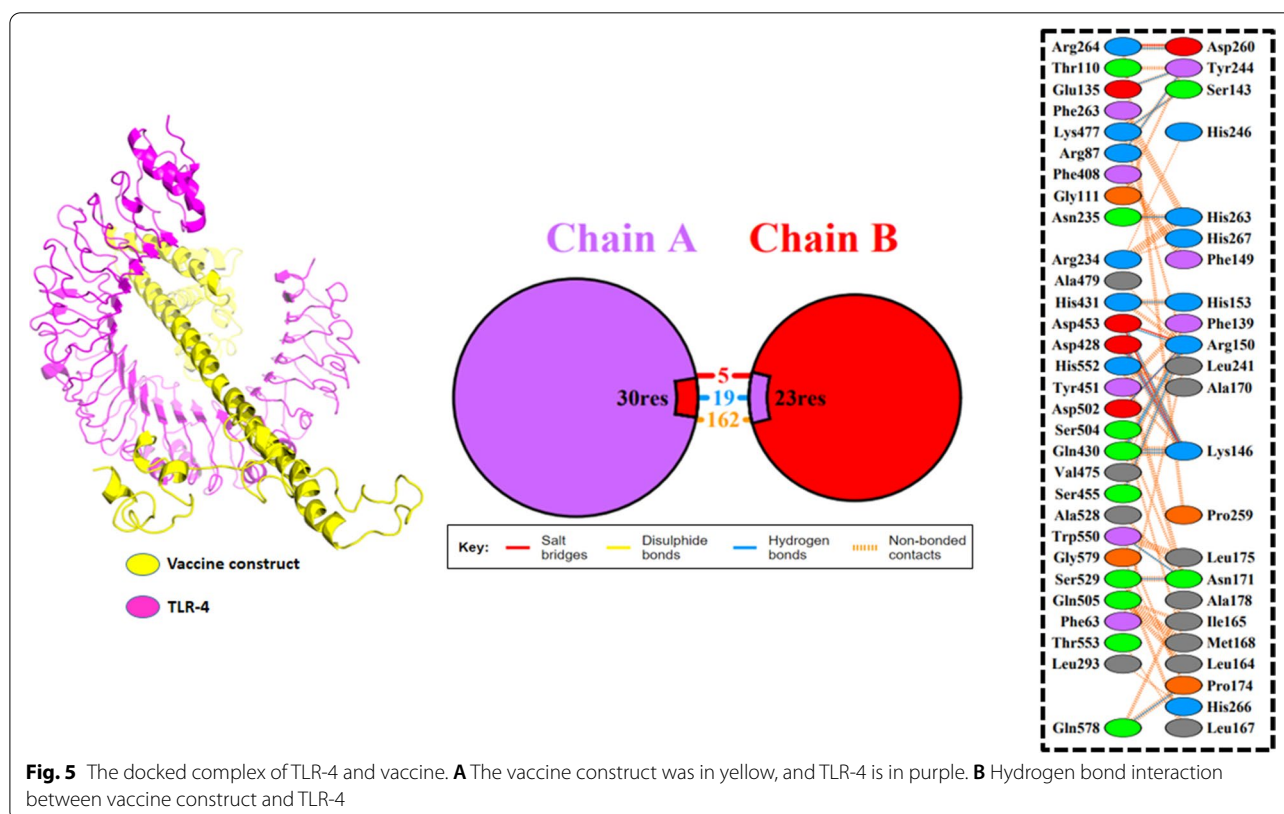 Vaccine construct
TLR-4
Chain A Chain B
30res
5
19
162
23res
Key: Salt bridges Disulphide bonds Hydrogen bonds Non-bonded contacts
Arg264 Asp260
Thr110 Tyr244
Glu135 Ser143
Phe263
Lys477 His246
Arg87
Phe408
Gly111
Asn235 His263
His267
Arg234 Phe149
Ala479
His431 His153
Asp453 Phe139
Asp428 Arg150
His552 Leu241
Tyr451 Ala170
Asp502
Ser504
Gln430 Lys146
Val475
Ser455
Ala528 Pro259
Trp550
Gly579 Leu175
Ser529 Asn171
Gln505 Ala178
Phe63 Ile165
Thr553 Met168
Leu293 Leu164
Pro174
His266
Gln578 Leu167
Fig. 5 The docked complex of TLR-4 and vaccine. A The vaccine construct was in yellow, and TLR-4 is in purple. B Hydrogen bond interaction
between vaccine construct and TLR-4